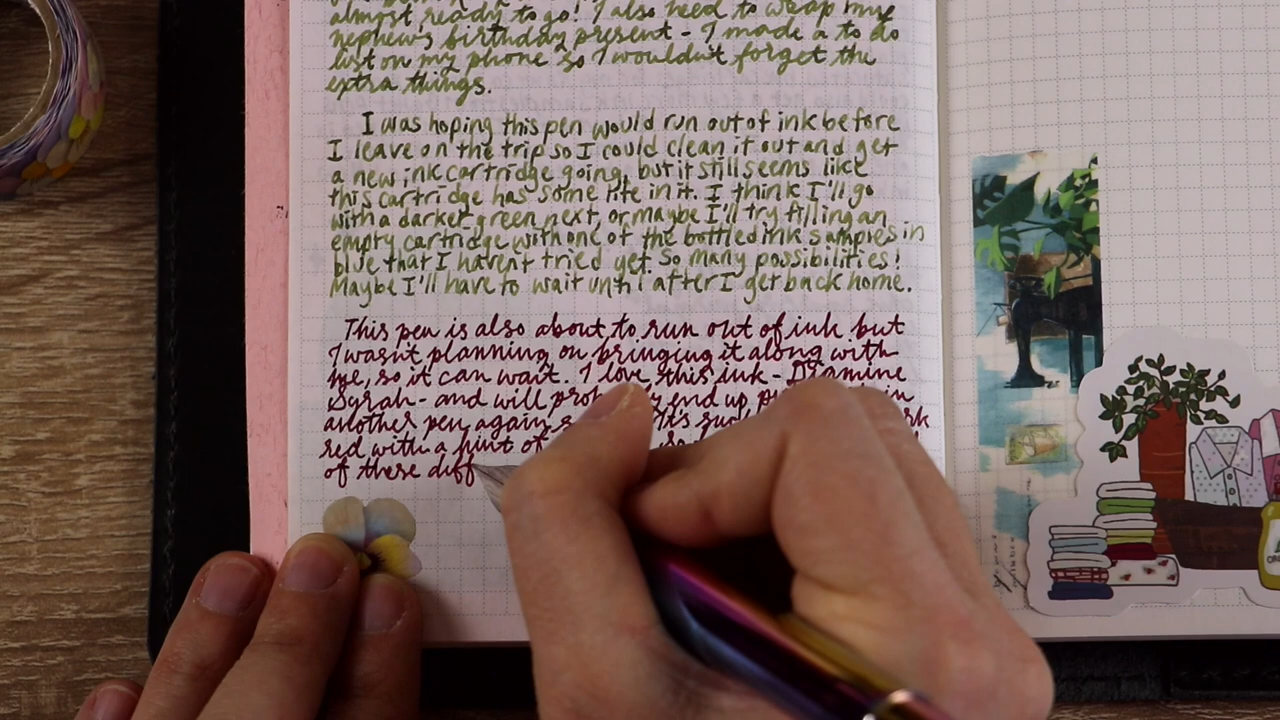 almost ready to go! I also need to wrap my
nephew's birthday present - I made a to do
list on my phone so I wouldn't forget the
extra things.
I was hoping this pen would run out of ink before
I leave on the trip so I could clean it out and get
a new ink cartridge going, but it still seems like
this cartridge has some life in it. I think I'll go
with a darker green next, or maybe I'll try filling an
empty cartridge with one of the bottled ink samples in
blue that I haven't tried yet. So many possibilities!
Maybe I'll have to wait until after I get back home.
This pen is also about to run out of ink but
I wasn't planning on bringing it along with
me, so it can wait. I love this ink - Diamine
Syrah - and will end up in
another pen again
red with a hint of
of these diff